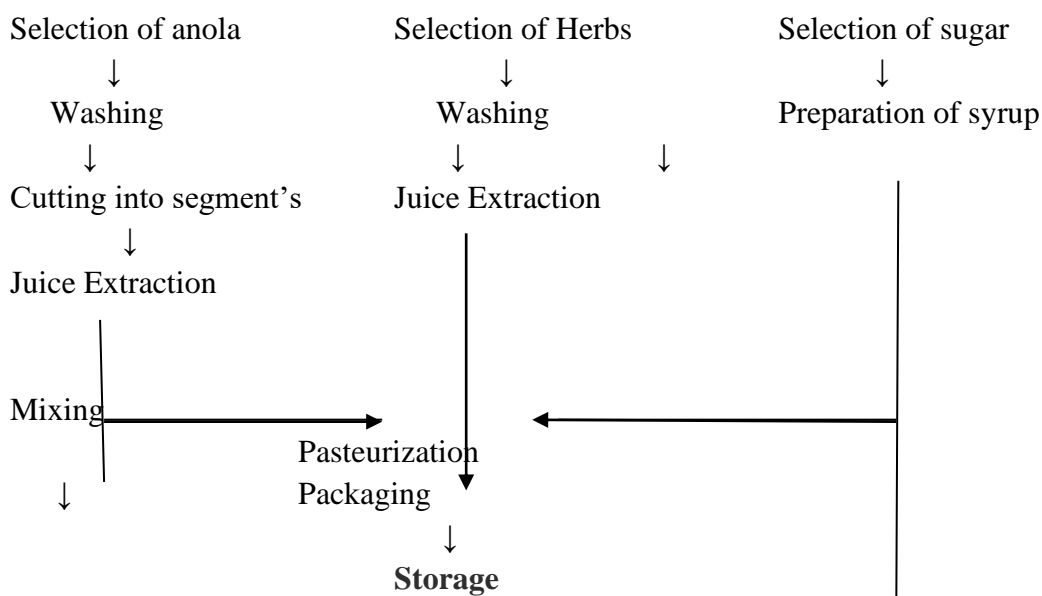 Selection of anola Selection of Herbs Selection of sugar
↓ ↓ ↓
Washing Washing Preparation of syrup
↓ ↓ ↓
Cutting into segment’s Juice Extraction
↓
Juice Extraction
Mixing
Pasteurization
↓ Packaging
↓
Storage